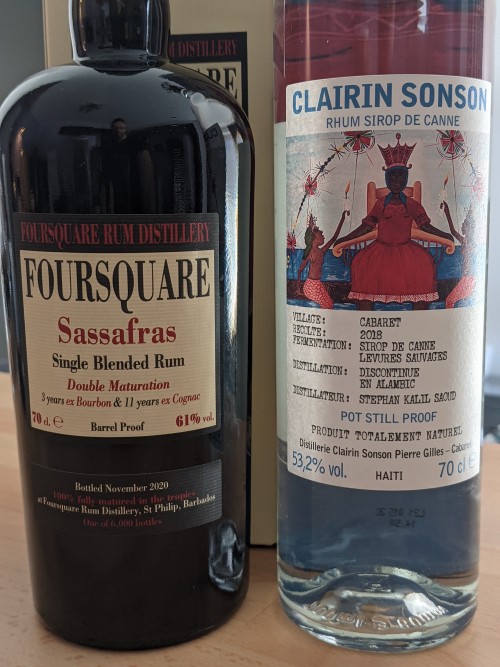 UM DISTILLERY
FOURSQUARE RUM DISTILLERY
FOURSQUARE
Sassafras
Single Blended Rum
Double Maturation
3 years ex Bourbon & 11 years ex Cognac
70 cl. e
61% vol.
Barrel Proof
Bottled November 2020
100% fully matured in the tropics
at Foursquare Rum Distillery, St Philip, Barbados
One of 6,000 bottles
CLAIRIN SONSON
RHUM SIROP DE CANNE
VILLAGE: CABARET
RECOLTE: 2018
FERMENTATION: SIROP DE CANNE
LEVURES SAUVAGES
DISTILLATION: DISCONTINUE
EN ALAMBIC
DISTILLATEUR: STEPHAN KALIL SAOUD
POT STILL PROOF
PRODUIT TOTALEMENT NATUREL
Distillerie Clairin Sonson Pierre Gilles – Cabaret
53,2% vol.
HAITI
70 cl e